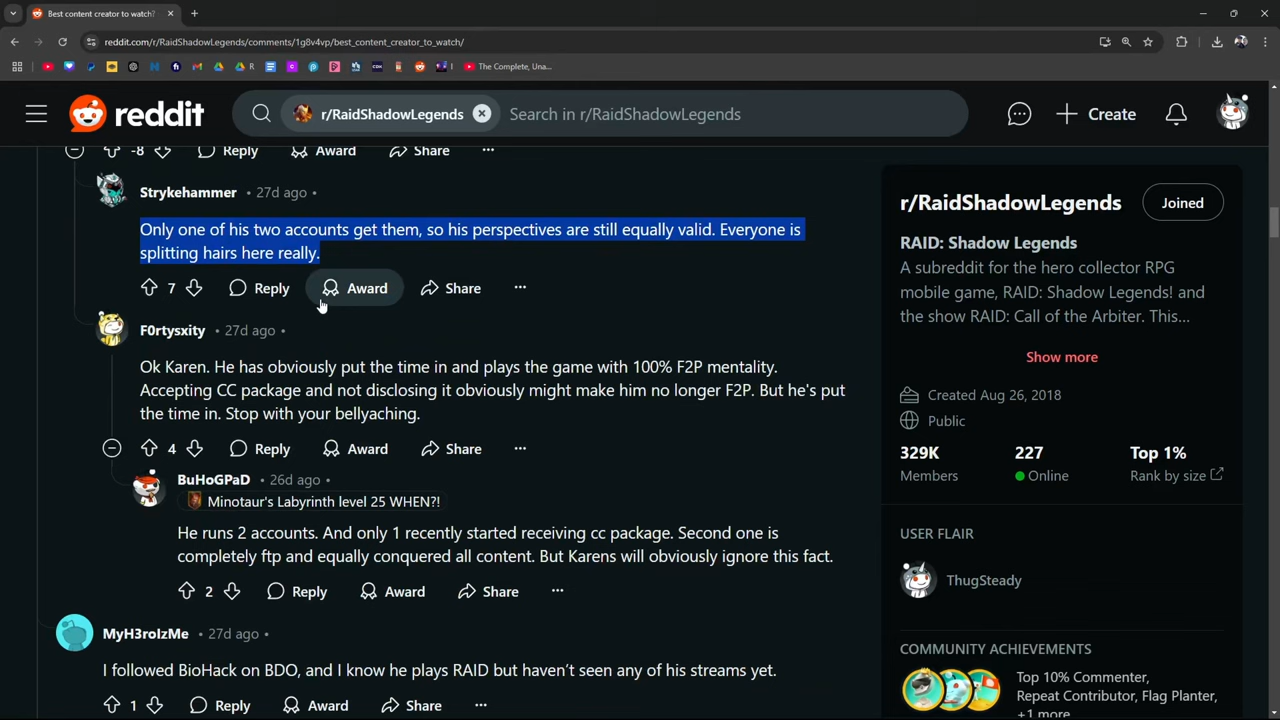 Best content creator to watch?
reddit.com/r/RaidShadowLegends/comments/1g8v4vp/best_content_creator_to_watch/
R
The Complete, Una...
reddit
r/RaidShadowLegends
Search in r/RaidShadowLegends
Create
-8 Reply Award Share
Strykehammer • 27d ago •
Only one of his two accounts get them, so his perspectives are still equally valid. Everyone is
splitting hairs here really.
7 Reply Award Share
F0rtysxity • 27d ago •
Ok Karen. He has obviously put the time in and plays the game with 100% F2P mentality.
Accepting CC package and not disclosing it obviously might make him no longer F2P. But he's put
the time in. Stop with your bellyaching.
4 Reply Award Share
BuHoGPaD • 26d ago •
Minotaur's Labyrinth level 25 WHEN?!
He runs 2 accounts. And only 1 recently started receiving cc package. Second one is
completely ftp and equally conquered all content. But Karens will obviously ignore this fact.
2 Reply Award Share
MyH3roIzMe • 27d ago •
I followed BioHack on BDO, and I know he plays RAID but haven’t seen any of his streams yet.
1 Reply Award Share
r/RaidShadowLegends
Joined
RAID: Shadow Legends
A subreddit for the hero collector RPG
mobile game, RAID: Shadow Legends! and
the show RAID: Call of the Arbiter. This...
Show more
Created Aug 26, 2018
Public
329K 227 Top 1%
Members Online Rank by size
USER FLAIR
ThugSteady
COMMUNITY ACHIEVEMENTS
Top 10% Commenter,
Repeat Contributor, Flag Planter,
+1 more